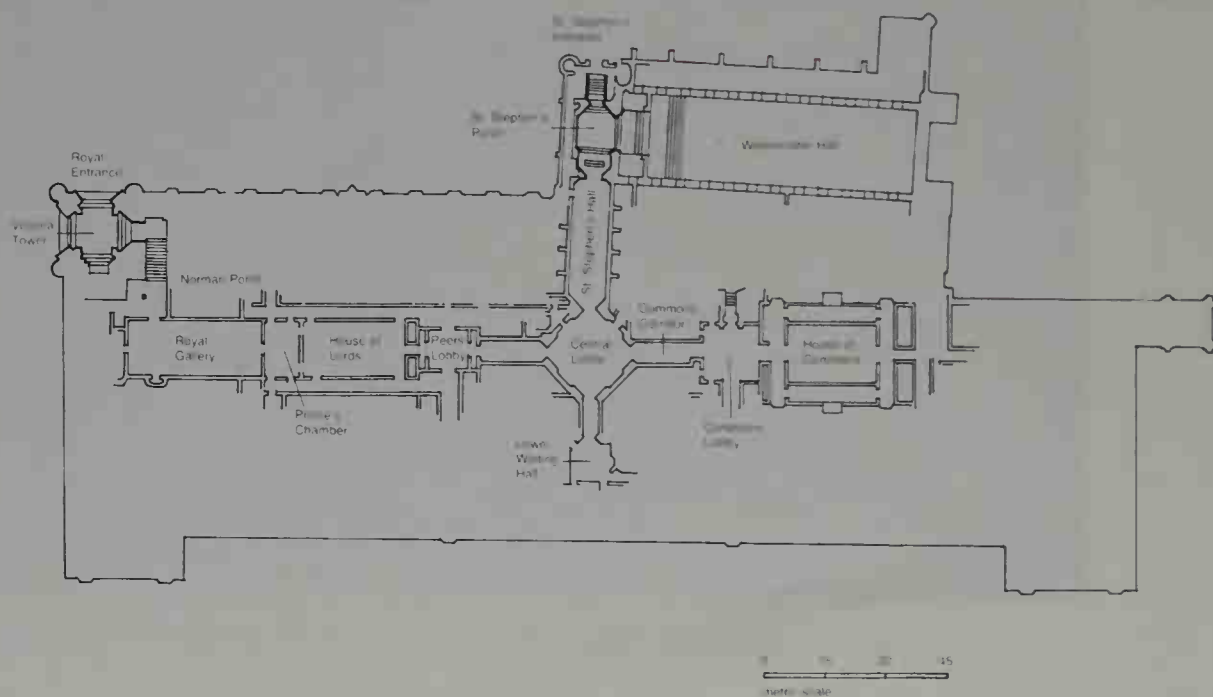 St. Stephen's
Entrance
St. Stephen's
Porch
Westminster Hall
Royal
Entrance
Victoria
Tower
St. Stephen's Hall
Norman Porch
Commons
Corridor
Royal
Gallery
House of
Lords
Peers
Lobby
Central
Lobby
House of
Commons
Prince's
Chamber
Commons
Lobby
Lower
Waiting
Hall
0 15 30 45
metric scale